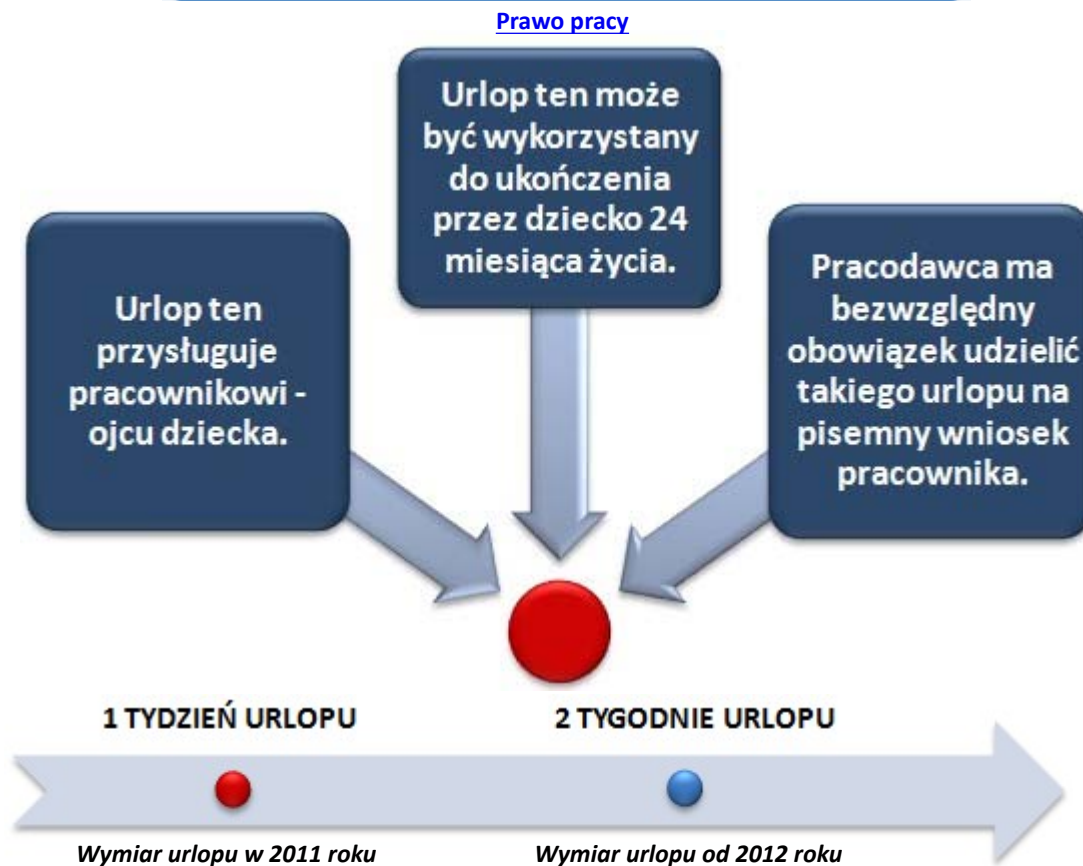 Prawo pracy
Urlop ten może
być wykorzystany
do ukończenia
przez dziecko 24
miesiąca życia.
Urlop ten
przysługuje
pracownikowi -
ojcu dziecka.
Pracodawca ma
bezwzględny
obowiązek udzielić
takiego urlopu na
pisemny wniosek
pracownika.
1 TYDZIEŃ URLOPU
2 TYGODNIE URLOPU
Wymiar urlopu w 2011 roku
Wymiar urlopu od 2012 roku